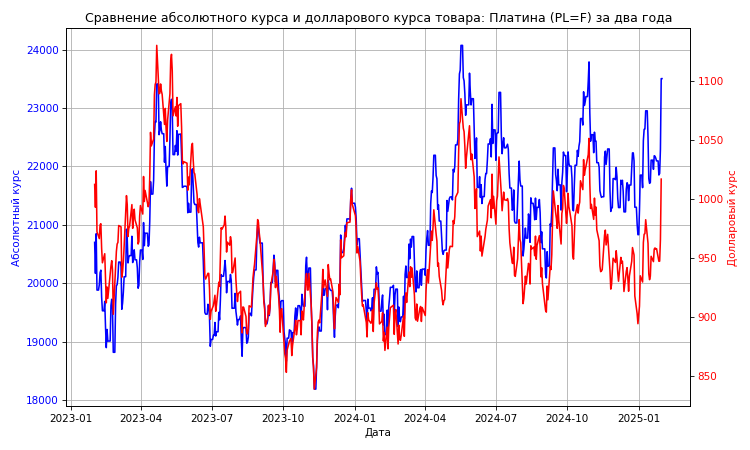 Сравнение абсолютного курса и долларового курса товара: Платина (PL=F) за два года
Абсолютный курс
24000
23000
22000
21000
20000
19000
18000
1100
1050
1000
950
900
850
Долларовый курс
2023-01 2023-04 2023-07 2023-10 2024-01 2024-04 2024-07 2024-10 2025-01
Дата